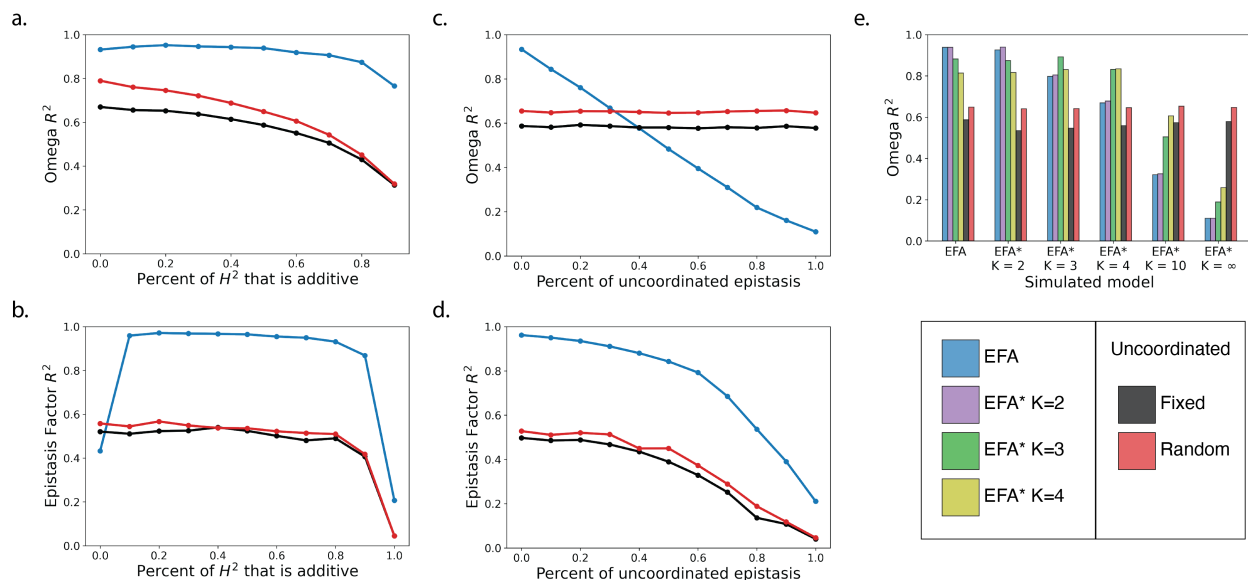 a.
1.0
0.8
0.6
0.4
0.2
0.0
Omega R²
0.0 0.2 0.4 0.6 0.8
Percent of H² that is additive
b.
1.0
0.8
0.6
0.4
0.2
0.0
Epistasis Factor R²
0.0 0.2 0.4 0.6 0.8 1.0
Percent of H² that is additive
c.
1.0
0.8
0.6
0.4
0.2
0.0
Omega R²
0.0 0.2 0.4 0.6 0.8 1.0
Percent of uncoordinated epistasis
d.
1.0
0.8
0.6
0.4
0.2
0.0
Epistasis Factor R²
0.0 0.2 0.4 0.6 0.8 1.0
Percent of uncoordinated epistasis
e.
1.0
0.8
0.6
0.4
0.2
0.0
Omega R²
EFA EFA* EFA* EFA* EFA* EFA*
K = 2 K = 3 K = 4 K = 10 K = ∞
Simulated model
EFA
EFA* K=2
EFA* K=3
EFA* K=4
Uncoordinated
Fixed
Random